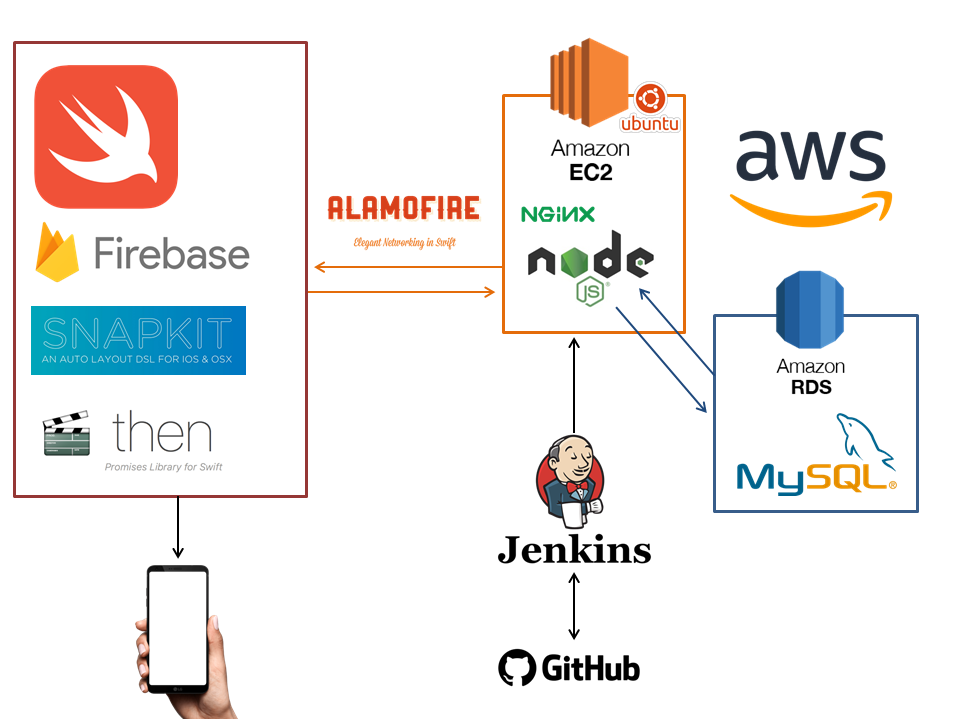 Firebase
SNAPKIT
AN AUTO LAYOUT DSL FOR IOS & OSX
then
Promises Library for Swift
ALAMOFIRE
Elegant Networking in Swift
ubuntu
Amazon
EC2
NGINX
node
JS®
aws
Amazon
RDS
MySQL®
Jenkins
GitHub
LG